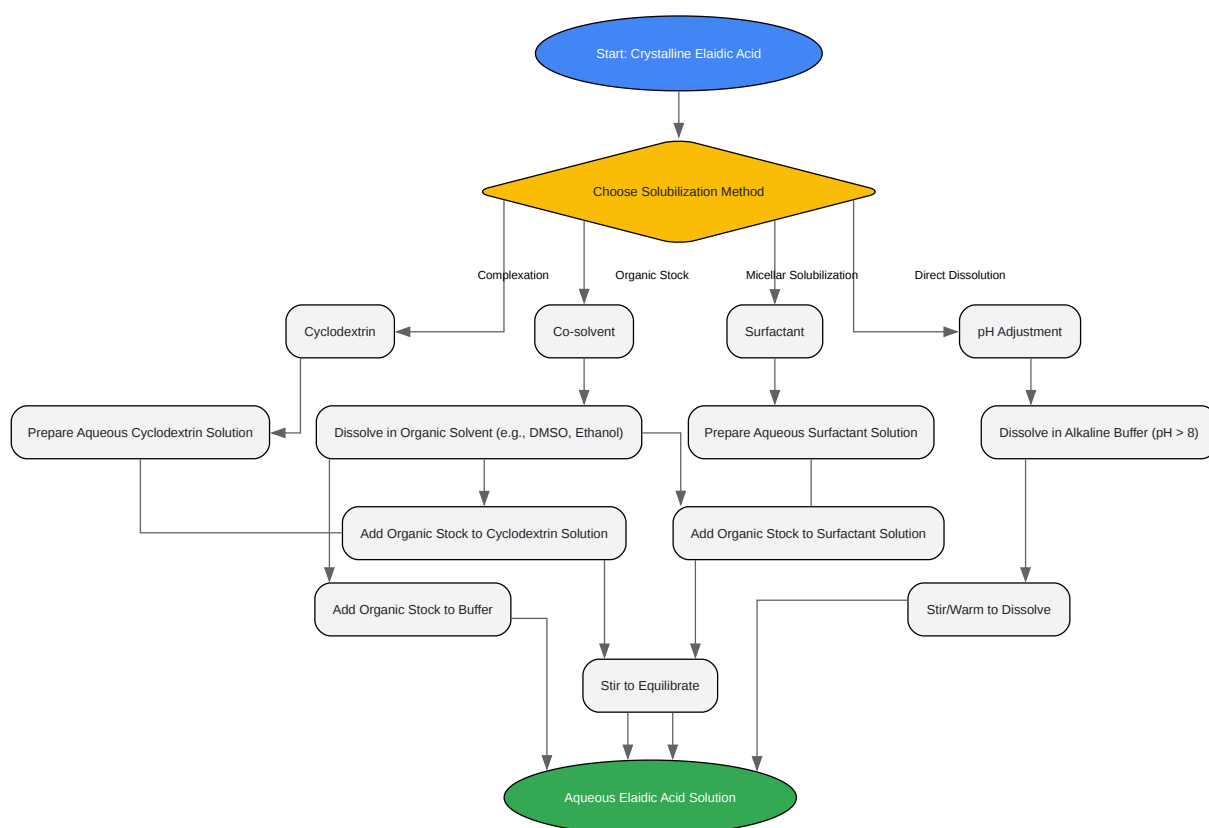 Start: Crystalline Elaidic Acid
Choose Solubilization Method
Complexation
Organic Stock
Micellar Solubilization
Direct Dissolution
Cyclodextrin
Co-solvent
Surfactant
pH Adjustment
Prepare Aqueous Cyclodextrin Solution
Dissolve in Organic Solvent (e.g., DMSO, Ethanol)
Prepare Aqueous Surfactant Solution
Dissolve in Alkaline Buffer (pH > 8)
Add Organic Stock to Cyclodextrin Solution
Add Organic Stock to Surfactant Solution
Add Organic Stock to Buffer
Stir/Warm to Dissolve
Stir to Equilibrate
Aqueous Elaidic Acid Solution